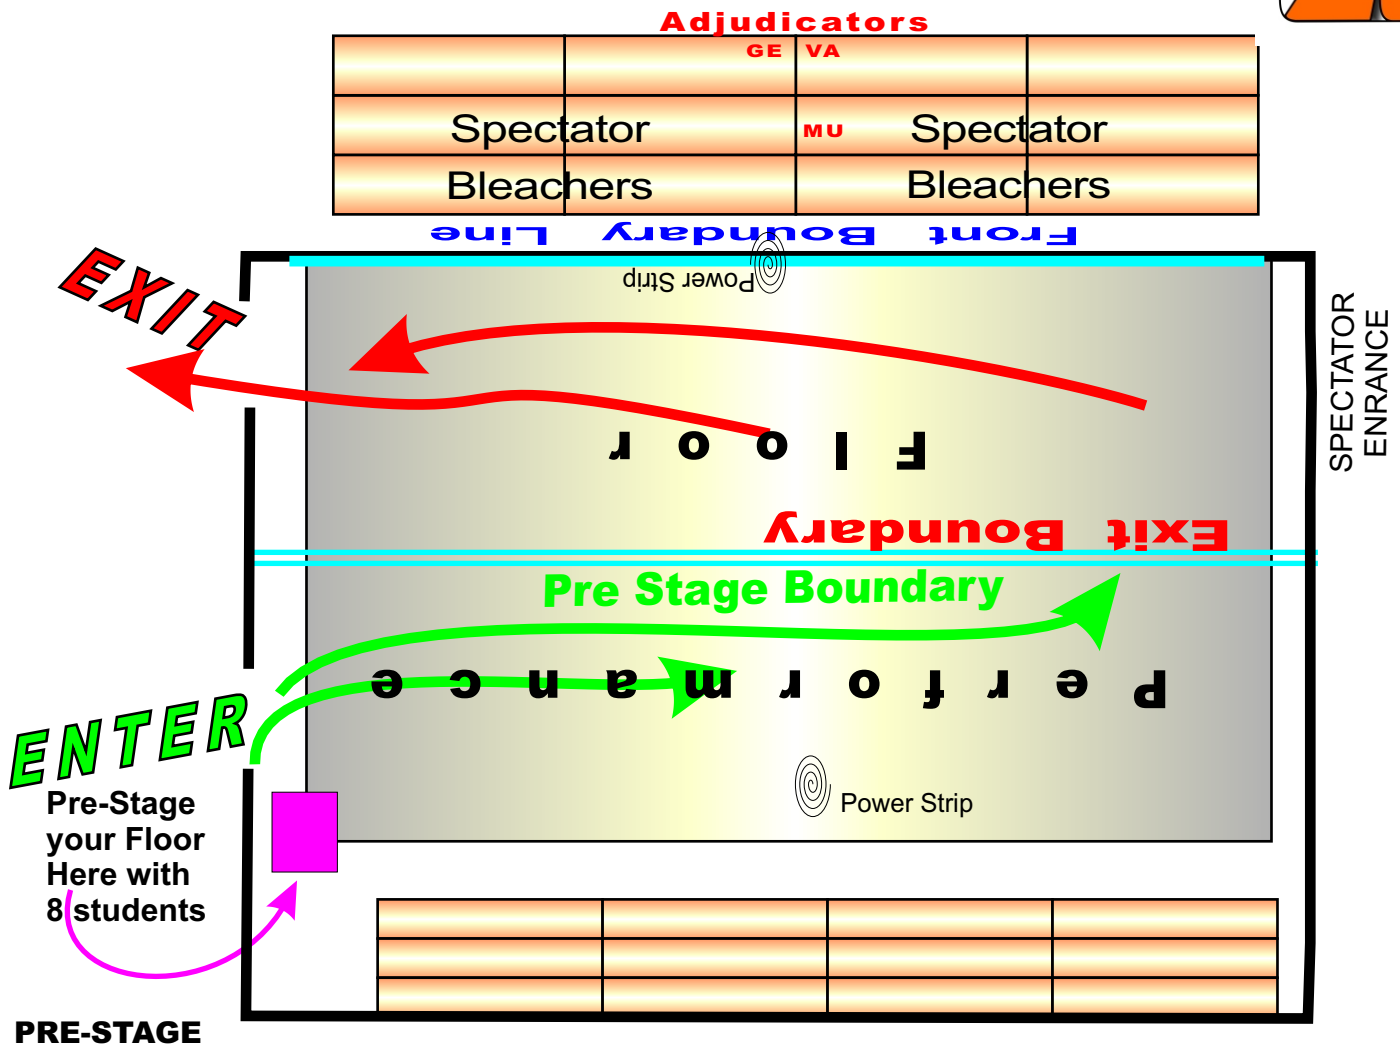 Adjudicators
GE VA
Spectator MU Spectator
Bleachers Bleachers
Front Boundary Line
Power Strip
EXIT
SPECTATOR
ENRANCE
Floor
Exit Boundary
Pre Stage Boundary
Performance
ENTER
Pre-Stage
your Floor
Here with
8 students
Power Strip
PRE-STAGE